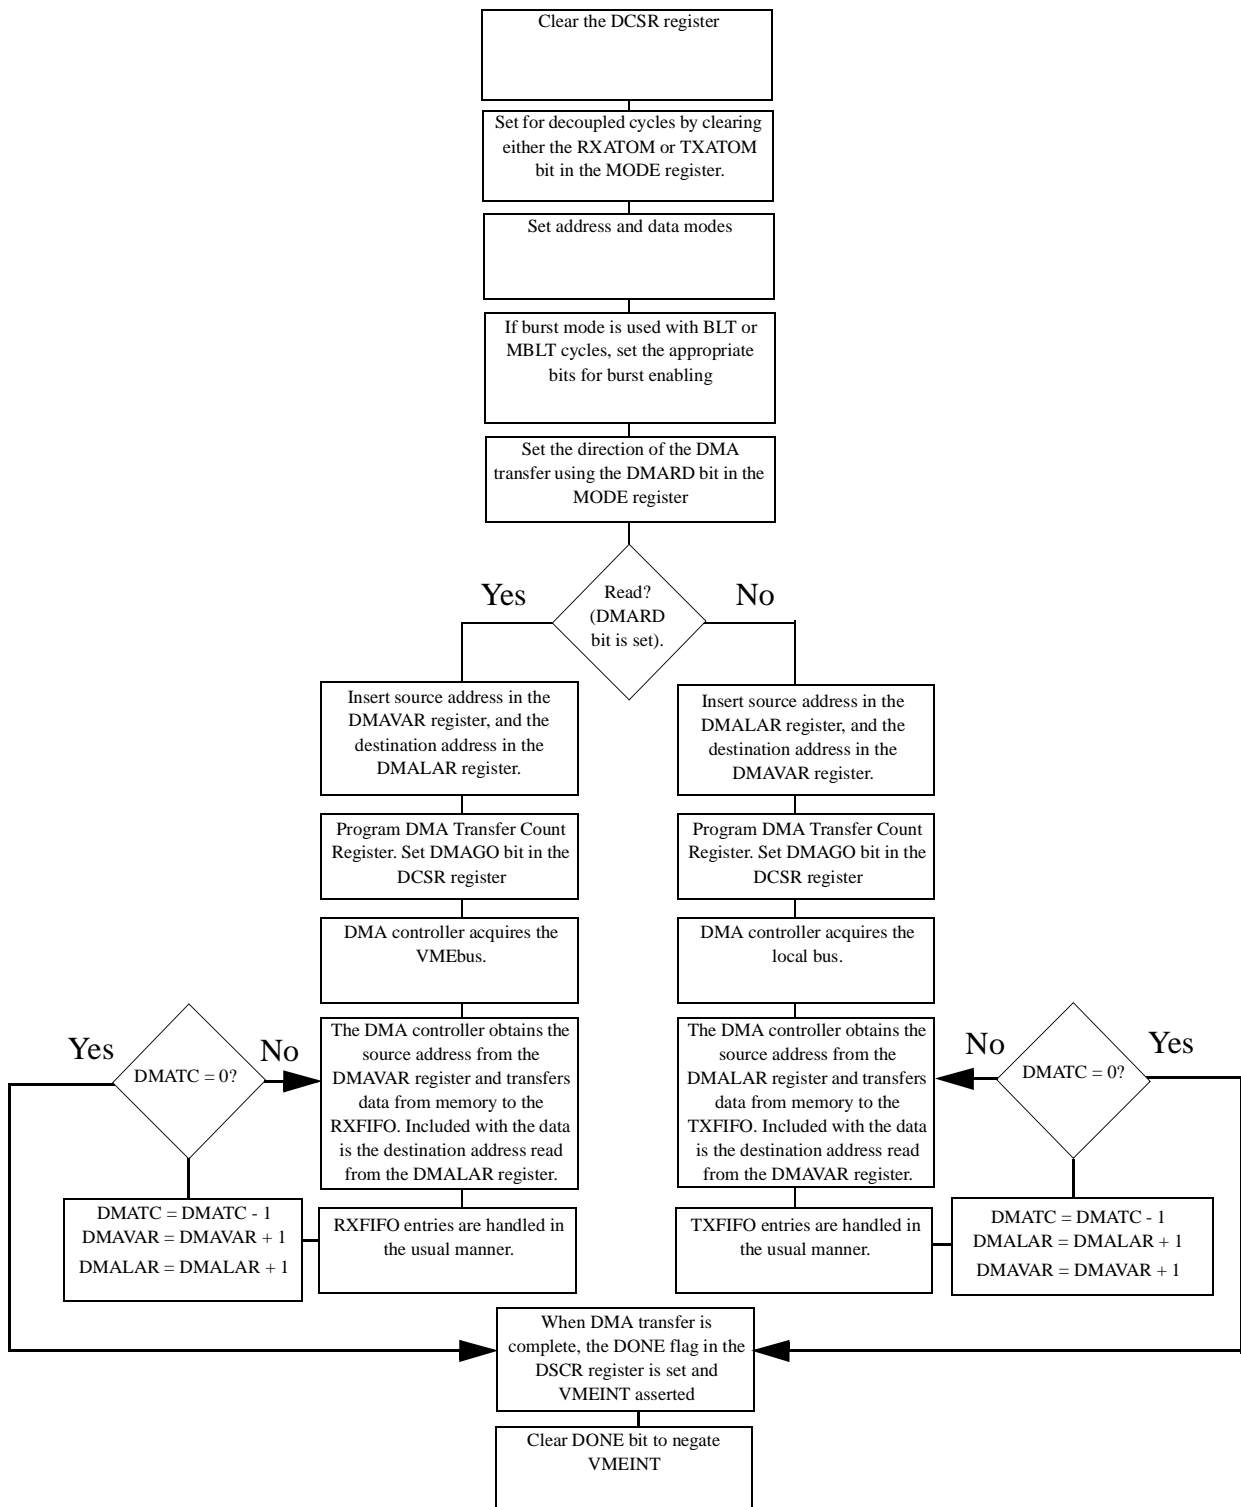 Clear the DCSR register
Set for decoupled cycles by clearing
either the RXATOM or TXATOM
bit in the MODE register.
Set address and data modes
If burst mode is used with BLT or
MBLT cycles, set the appropriate
bits for burst enabling
Set the direction of the DMA
transfer using the DMARD bit in the
MODE register
Yes
Read?
(DMARD
bit is set).
No
Insert source address in the
DMAVAR register, and the
destination address in the
DMALAR register.
Insert source address in the
DMALAR register, and the
destination address in the
DMAVAR register.
Program DMA Transfer Count
Register. Set DMAGO bit in the
DCSR register
Program DMA Transfer Count
Register. Set DMAGO bit in the
DCSR register
DMA controller acquires the
VMEbus.
DMA controller acquires the
local bus.
Yes
DMATC = 0?
No
The DMA controller obtains the
source address from the
DMAVAR register and transfers
data from memory to the
RXFIFO. Included with the data
is the destination address read
from the DMALAR register.
The DMA controller obtains the
source address from the
DMALAR register and transfers
data from memory to the
TXFIFO. Included with the data
is the destination address read
from the DMAVAR register.
No
DMATC = 0?
Yes
DMATC = DMATC - 1
DMAVAR = DMAVAR + 1
DMALAR = DMALAR + 1
RXFIFO entries are handled in
the usual manner.
TXFIFO entries are handled in
the usual manner.
DMATC = DMATC - 1
DMALAR = DMALAR + 1
DMAVAR = DMAVAR + 1
When DMA transfer is
complete, the DONE flag in the
DSCR register is set and
VMEINT asserted
Clear DONE bit to negate
VMEINT